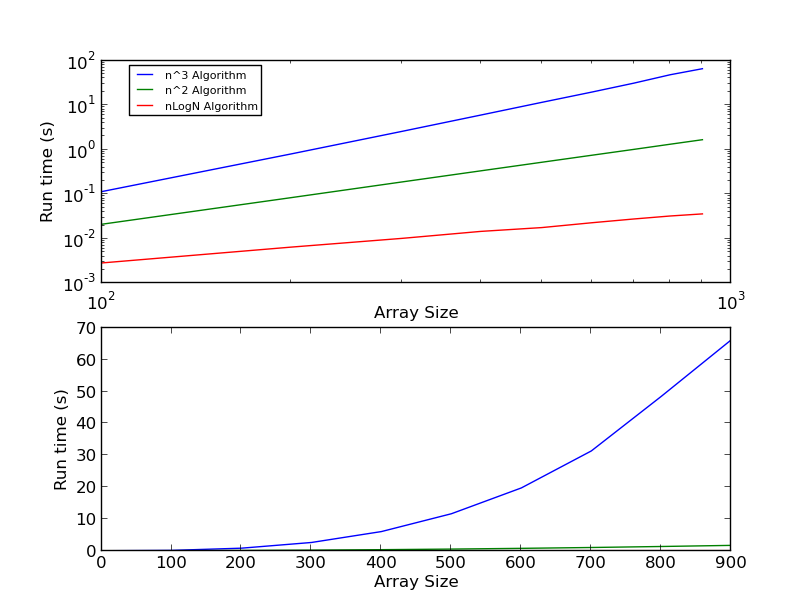 10^2
10^1
10^0
10^-1
10^-2
10^-3
Run time (s)
n^3 Algorithm
n^2 Algorithm
nLogN Algorithm
10^2
10^3
Array Size
70
60
50
40
30
20
10
0
Run time (s)
0 100 200 300 400 500 600 700 800 900
Array Size